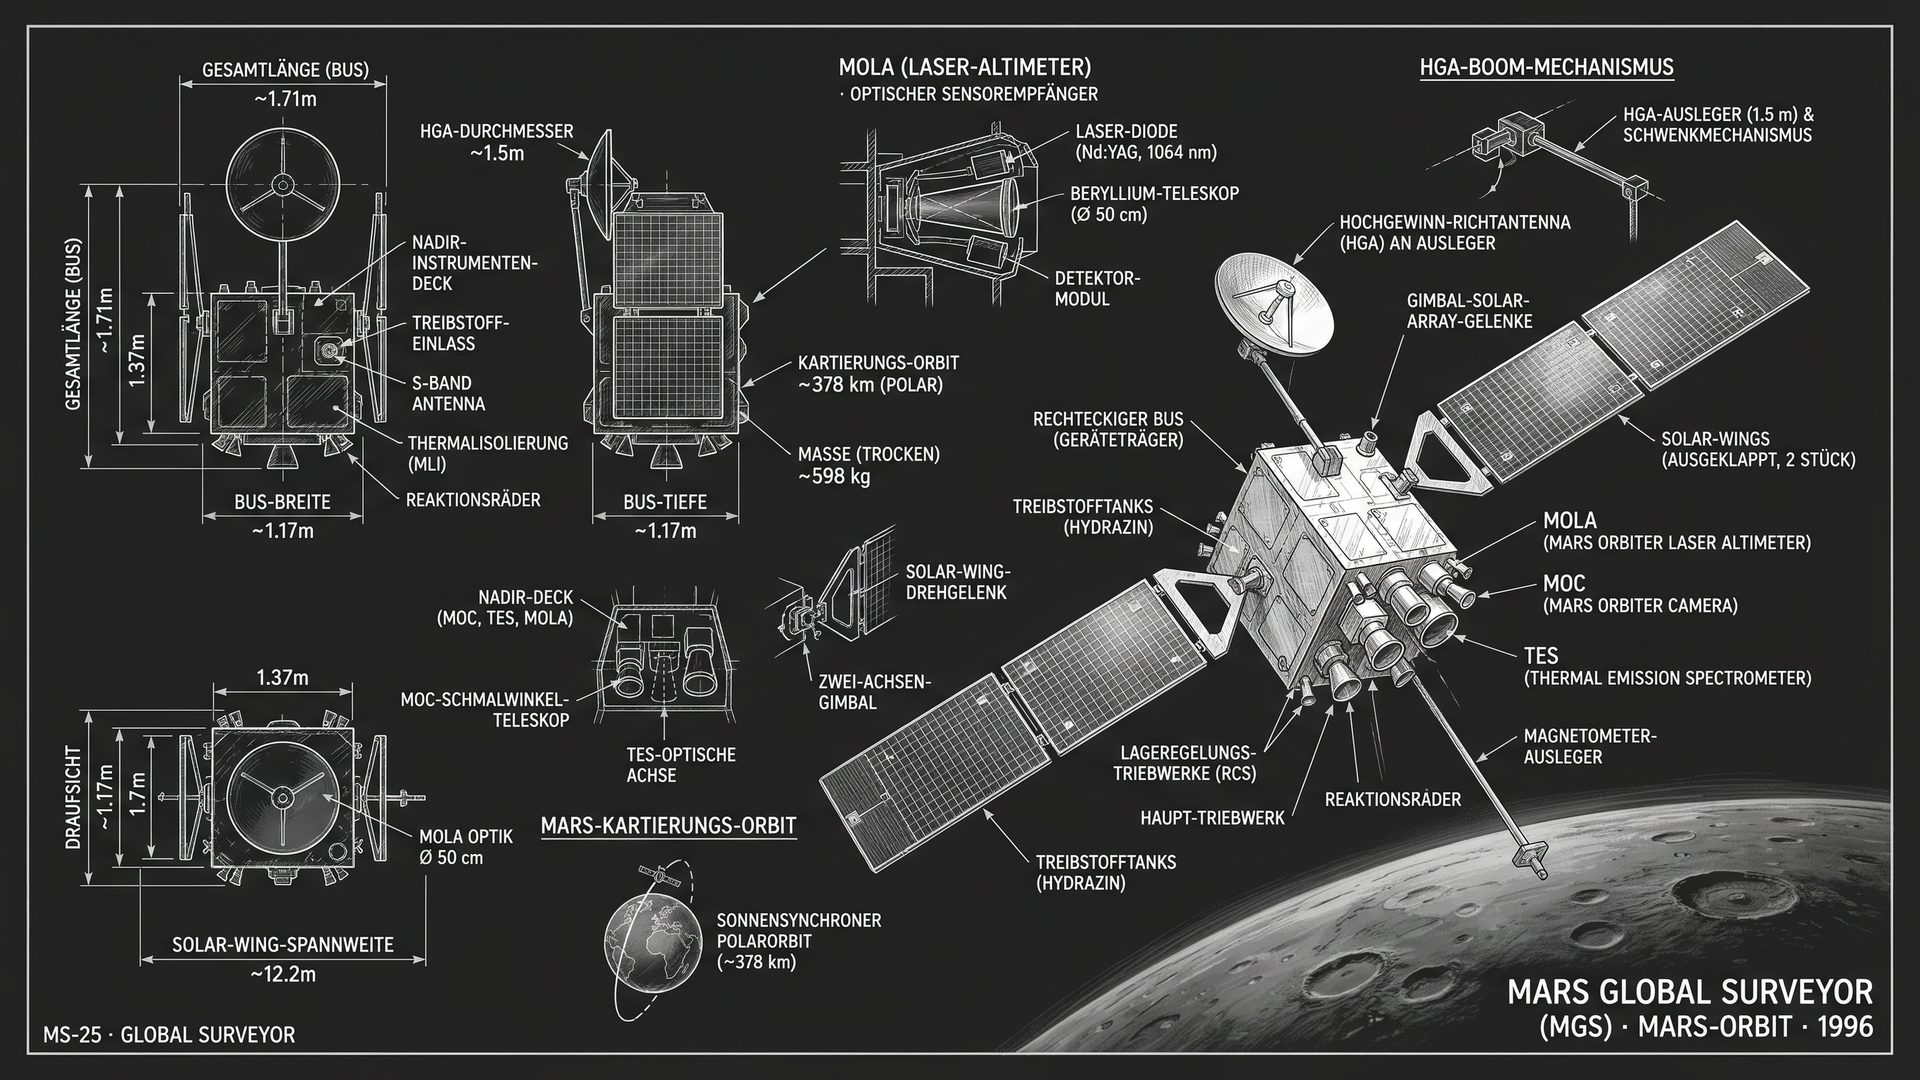 GESAMTLÄNGE (BUS)
~1.71m
GESAMTLÄNGE (BUS)
~1.71m
1.37m
NADIR-
INSTRUMENTEN-
DECK
TREIBSTOFF-
EINLASS
S-BAND
ANTENNA
THERMALISOLIERUNG
(MLI)
REAKTIONSRÄDER
BUS-BREITE
~1.17m
HGA-DURCHMESSER
~1.5m
BUS-TIEFE
~1.17m
MOLA (LASER-ALTIMETER)
· OPTISCHER SENSOREMPFÄNGER
LASER-DIODE
(Nd:YAG, 1064 nm)
BERYLLIUM-TELESKOP
(Ø 50 cm)
DETEKTOR-
MODUL
KARTIERUNGS-ORBIT
~378 km (POLAR)
MASSE (TROCKEN)
~598 kg
HGA-BOOM-MECHANISMUS
HGA-AUSLEGER (1.5 m) &
SCHWENKMECHANISMUS
HOCHGEWINN-RICHTANTENNA
(HGA) AN AUSLEGER
GIMBAL-SOLAR-
ARRAY-GELENKE
RECHTECKIGER BUS
(GERÄTETRÄGER)
TREIBSTOFFTANKS
(HYDRAZIN)
SOLAR-WINGS
(AUSGEKLAPPT, 2 STÜCK)
MOLA
(MARS ORBITER LASER ALTIMETER)
MOC
(MARS ORBITER CAMERA)
TES
(THERMAL EMISSION SPECTROMETER)
MAGNETOMETER-
AUSLEGER
LAGEREGELUNGS-
TRIEBWERKE (RCS)
HAUPT-TRIEBWERK
REAKTIONSRÄDER
TREIBSTOFFTANKS
(HYDRAZIN)
NADIR-DECK
(MOC, TES, MOLA)
MOC-SCHMALWINKEL-
TELESKOP
TES-OPTISCHE
ACHSE
SOLAR-WING-
DREHGELENK
ZWEI-ACHSEN-
GIMBAL
1.37m
DRAUFSICHT
~1.17m
1.7m
MOLA OPTIK
Ø 50 cm
SOLAR-WING-SPANNWEITE
~12.2m
MARS-KARTIERUNGS-ORBIT
SONNENSYNCHRONER
POLARORBIT
(~378 km)
MS-25 · GLOBAL SURVEYOR
MARS GLOBAL SURVEYOR
(MGS) · MARS-ORBIT · 1996